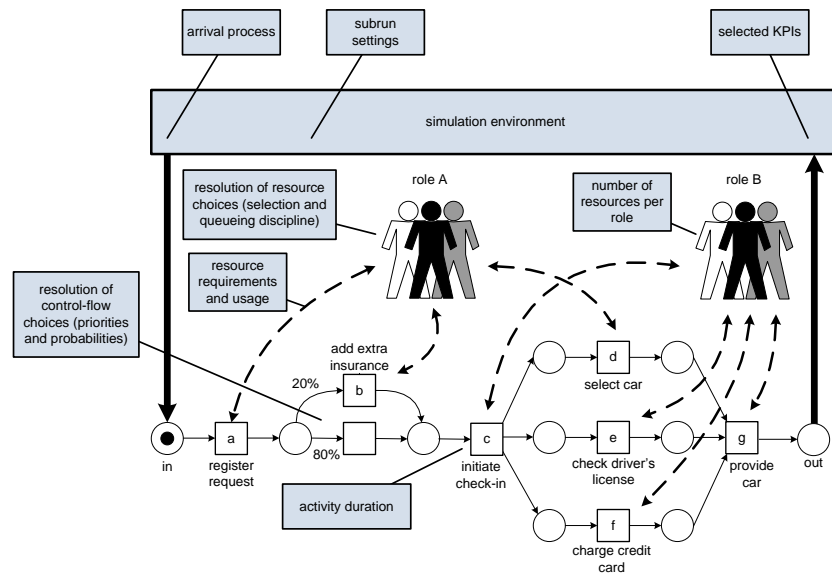 arrival process
subrun
settings
selected KPIs
simulation environment
resolution of resource
choices (selection and
queueing discipline)
role A
number of
resources per
role
role B
resource
requirements
and usage
resolution of
control-flow
choices (priorities
and probabilities)
add extra
insurance
20%
b
d
select car
a
80%
c
e
g
in
register
request
initiate
check-in
check driver's
license
provide
car
out
activity duration
f
charge credit
card